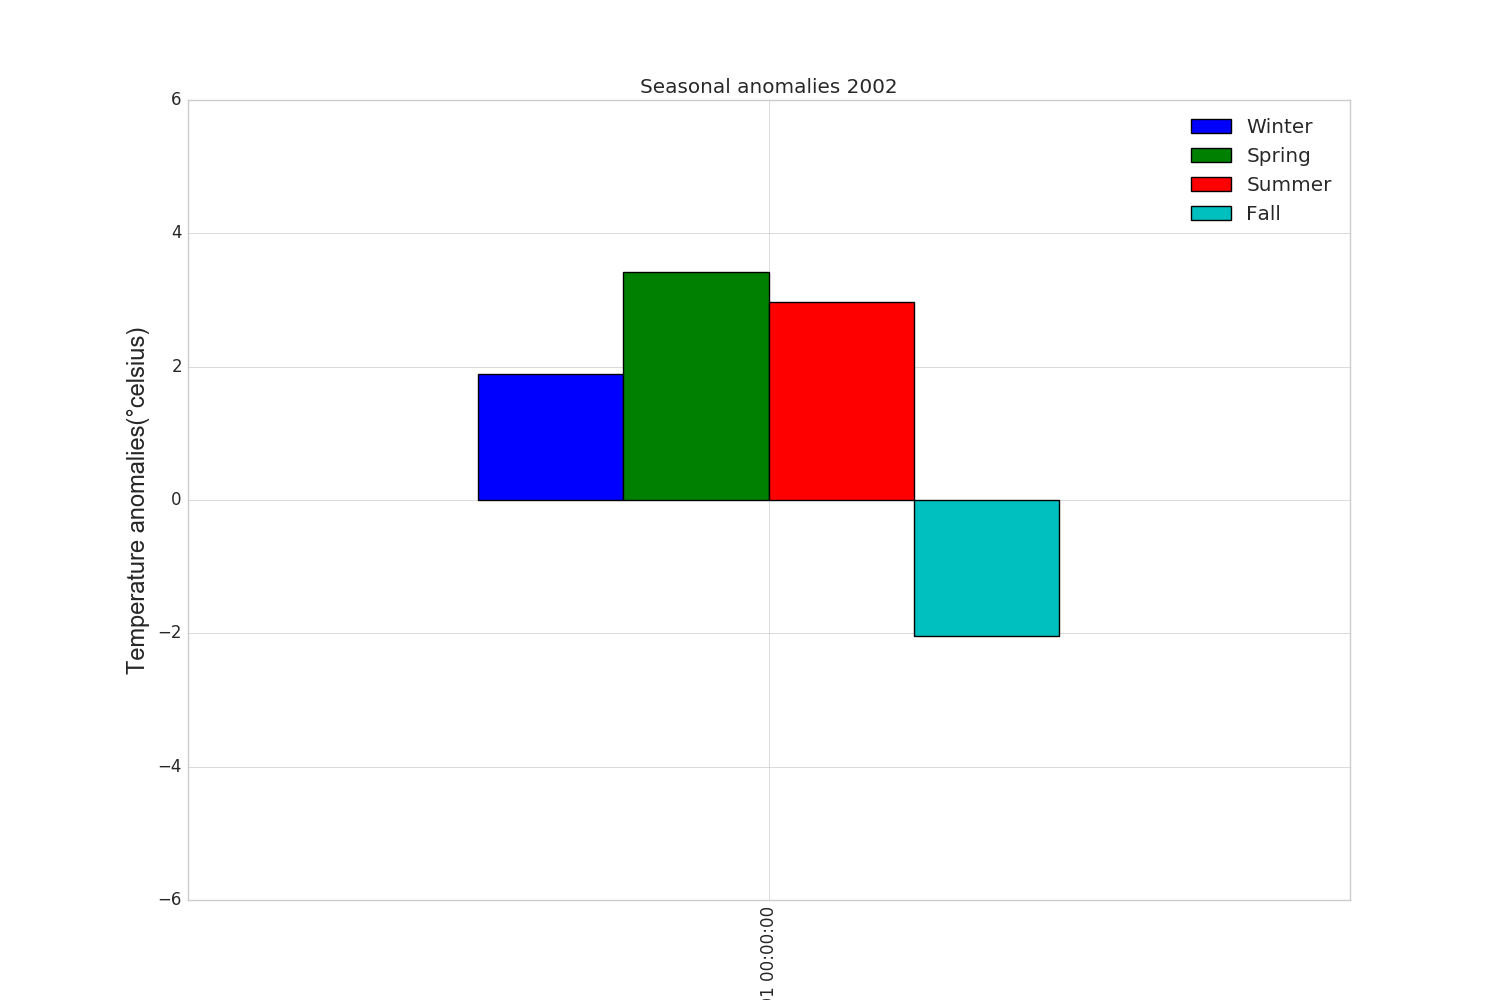 Seasonal anomalies 2002
6
4
2
0
−2
−4
−6
Temperature anomalies(°celsius)
Winter
Spring
Summer
Fall
00:00:00